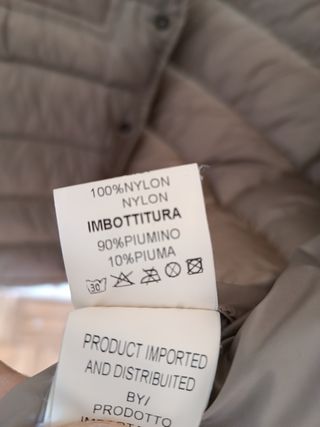 100%NYLON
NYLON
IMBOTTITURA
90%PIUMINO
10%PIUMA
30°
PRODUCT IMPORTED
AND DISTRIBUITED
BY/
PRODOTTO